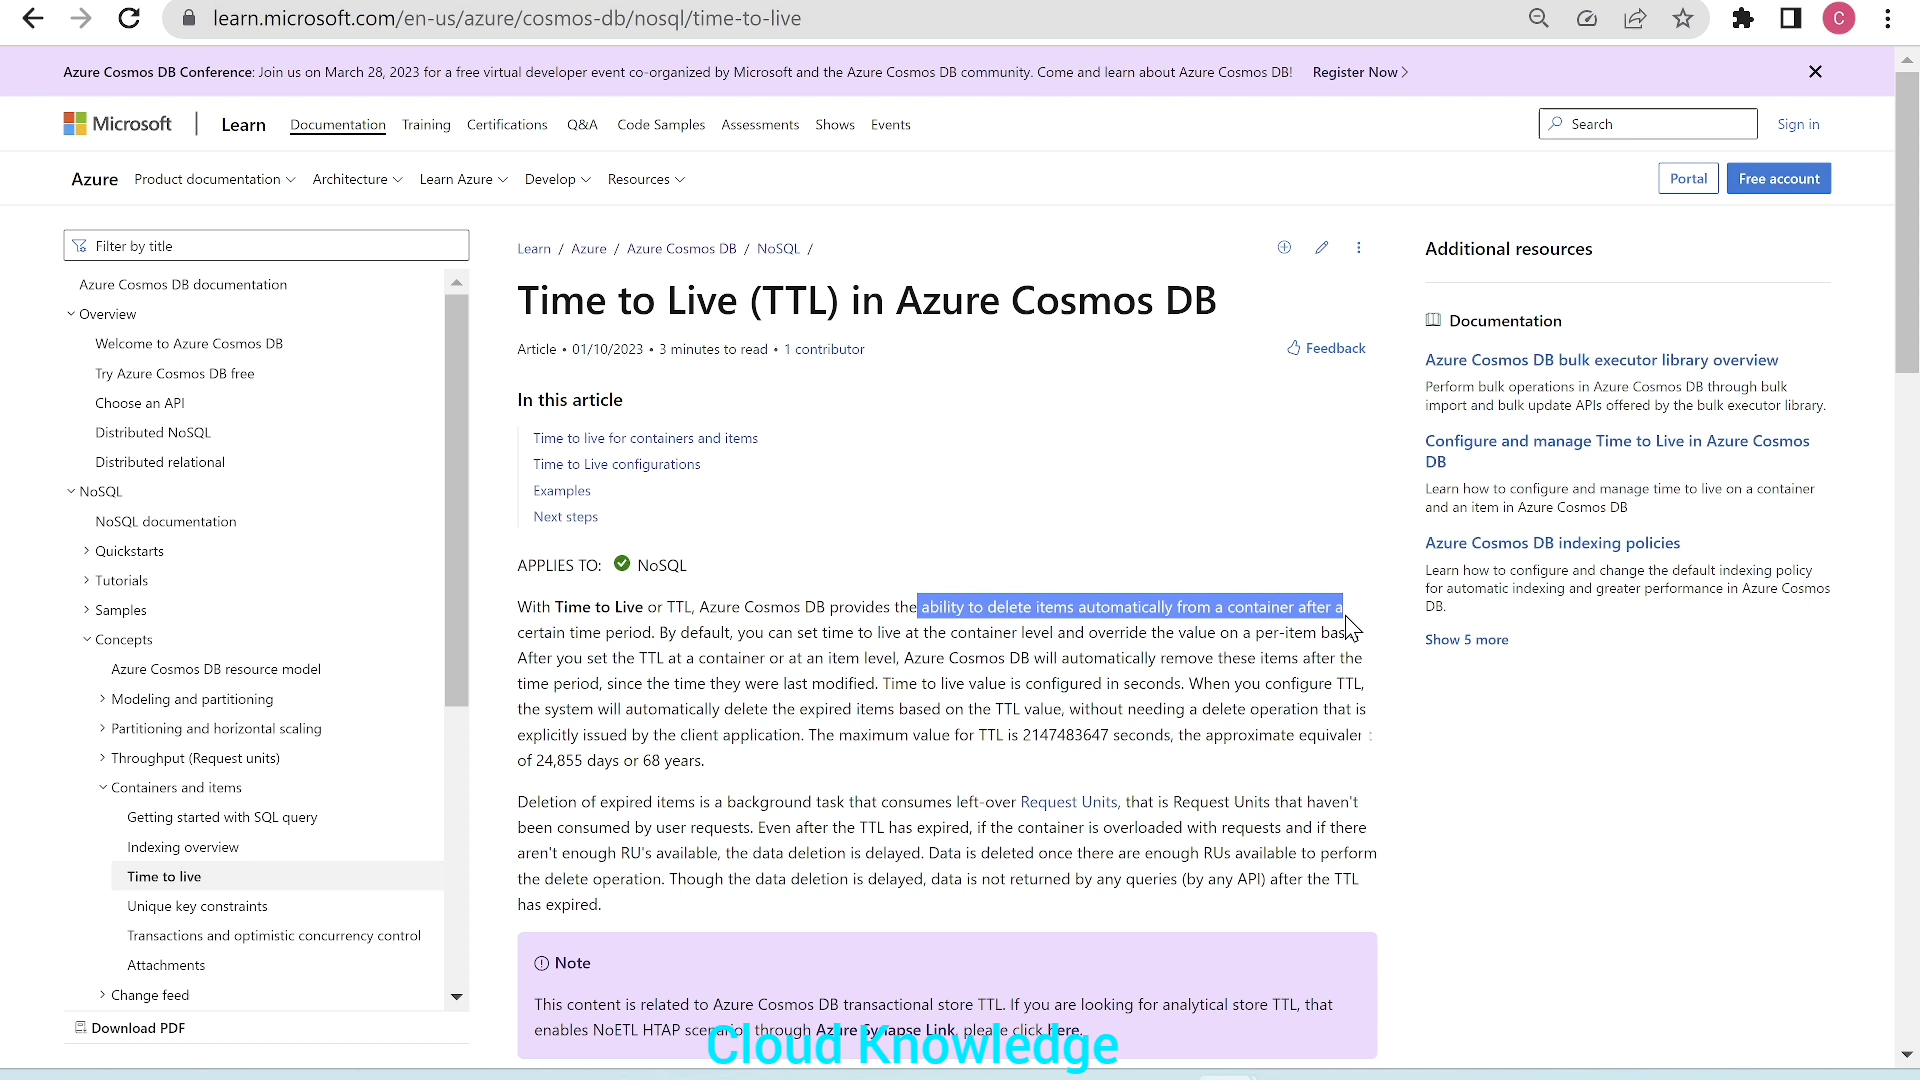 learn.microsoft.com/en-us/azure/cosmos-db/nosql/time-to-live
C
Azure Cosmos DB Conference: Join us on March 28, 2023 for a free virtual developer event co-organized by Microsoft and the Azure Cosmos DB community. Come and learn about Azure Cosmos DB! Register Now
Microsoft Learn Documentation Training Certifications Q&A Code Samples Assessments Shows Events Search Sign in
Azure Product documentation Architecture Learn Azure Develop Resources Portal Free account
Filter by title
Azure Cosmos DB documentation
Overview
Welcome to Azure Cosmos DB
Try Azure Cosmos DB free
Choose an API
Distributed NoSQL
Distributed relational
NoSQL
NoSQL documentation
Quickstarts
Tutorials
Samples
Concepts
Azure Cosmos DB resource model
Modeling and partitioning
Partitioning and horizontal scaling
Throughput (Request units)
Containers and items
Getting started with SQL query
Indexing overview
Time to live
Unique key constraints
Transactions and optimistic concurrency control
Attachments
Change feed
Download PDF
Learn / Azure / Azure Cosmos DB / NoSQL /
Time to Live (TTL) in Azure Cosmos DB
Article • 01/10/2023 • 3 minutes to read • 1 contributor
Feedback
In this article
Time to live for containers and items
Time to Live configurations
Examples
Next steps
APPLIES TO: NoSQL
With Time to Live or TTL, Azure Cosmos DB provides the ability to delete items automatically from a container after a
certain time period. By default, you can set time to live at the container level and override the value on a per-item
After you set the TTL at a container or at an item level, Azure Cosmos DB will automatically remove these items after the
time period, since the time they were last modified. Time to live value is configured in seconds. When you configure TTL,
the system will automatically delete the expired items based on the TTL value, without needing a delete operation that is
explicitly issued by the client application. The maximum value for TTL is 2147483647 seconds, the approximate
of 24,855 days or 68 years.
Deletion of expired items is a background task that consumes left-over Request Units, that is Request Units that haven't
been consumed by user requests. Even after the TTL has expired, if the container is overloaded with requests and if there
aren't enough RU's available, the data deletion is delayed. Data is deleted once there are enough RUs available to perform
the delete operation. Though the data deletion is delayed, data is not returned by any queries (by any API) after the TTL
has expired.
Note
This content is related to Azure Cosmos DB transactional store TTL. If you are looking for analytical store TTL, that
enables NoETL HTAP scenarios, through Azure Synapse Link, please click here.
Cloud Knowledge
Additional resources
Documentation
Azure Cosmos DB bulk executor library overview
Perform bulk operations in Azure Cosmos DB through bulk
import and bulk update APIs offered by the bulk executor library.
Configure and manage Time to Live in Azure Cosmos
DB
Learn how to configure and manage time to live on a container
and an item in Azure Cosmos DB
Azure Cosmos DB indexing policies
Learn how to configure and change the default indexing policy
for automatic indexing and greater performance in Azure Cosmos
DB.
Show 5 more